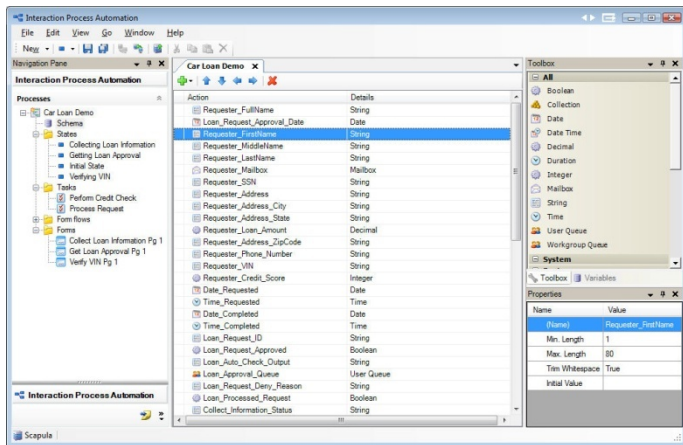 Interaction Process Automation
File Edit View Go Window Help
New
Navigation Pane
Interaction Process Automation
Processes
Car Loan Demo
Schema
States
Collecting Loan Information
Getting Loan Approval
Initial State
Verifying VIN
Tasks
Perform Credit Check
Process Request
Form flows
Forms
Collect Loan Information Pg 1
Get Loan Approval Pg 1
Verify VIN Pg 1
Interaction Process Automation
Scapula
Car Loan Demo
Action Details
Requester_FullName String
Loan_Request_Approval_Date Date
Requester_FirstName String
Requester_MiddleName String
Requester_LastName String
Requester_Mailbox Mailbox
Requester_SSN String
Requester_Address String
Requester_Address_City String
Requester_Address_State String
Requester_Loan_Amount Decimal
Requester_Address_ZipCode String
Requester_Phone_Number String
Requester_VIN String
Requester_Credit_Score Integer
Date_Requested Date
Time_Requested Time
Date_Completed Date
Time_Completed Time
Loan_Request_ID String
Loan_Request_Approved Boolean
Loan_Auto_Check_Output String
Loan_Approval_Queue User Queue
Loan_Request_Deny_Reason String
Loan_Processed_Request Boolean
Collect_Information_Status String
Toolbox
All
Boolean
Collection
Date
Date Time
Decimal
Duration
Integer
Mailbox
String
Time
User Queue
Workgroup Queue
System
Toolbox Variables
Properties
Name Value
(Name) Requester_FirstName
Min. Length 1
Max. Length 80
Trim Whitespace True
Initial Value